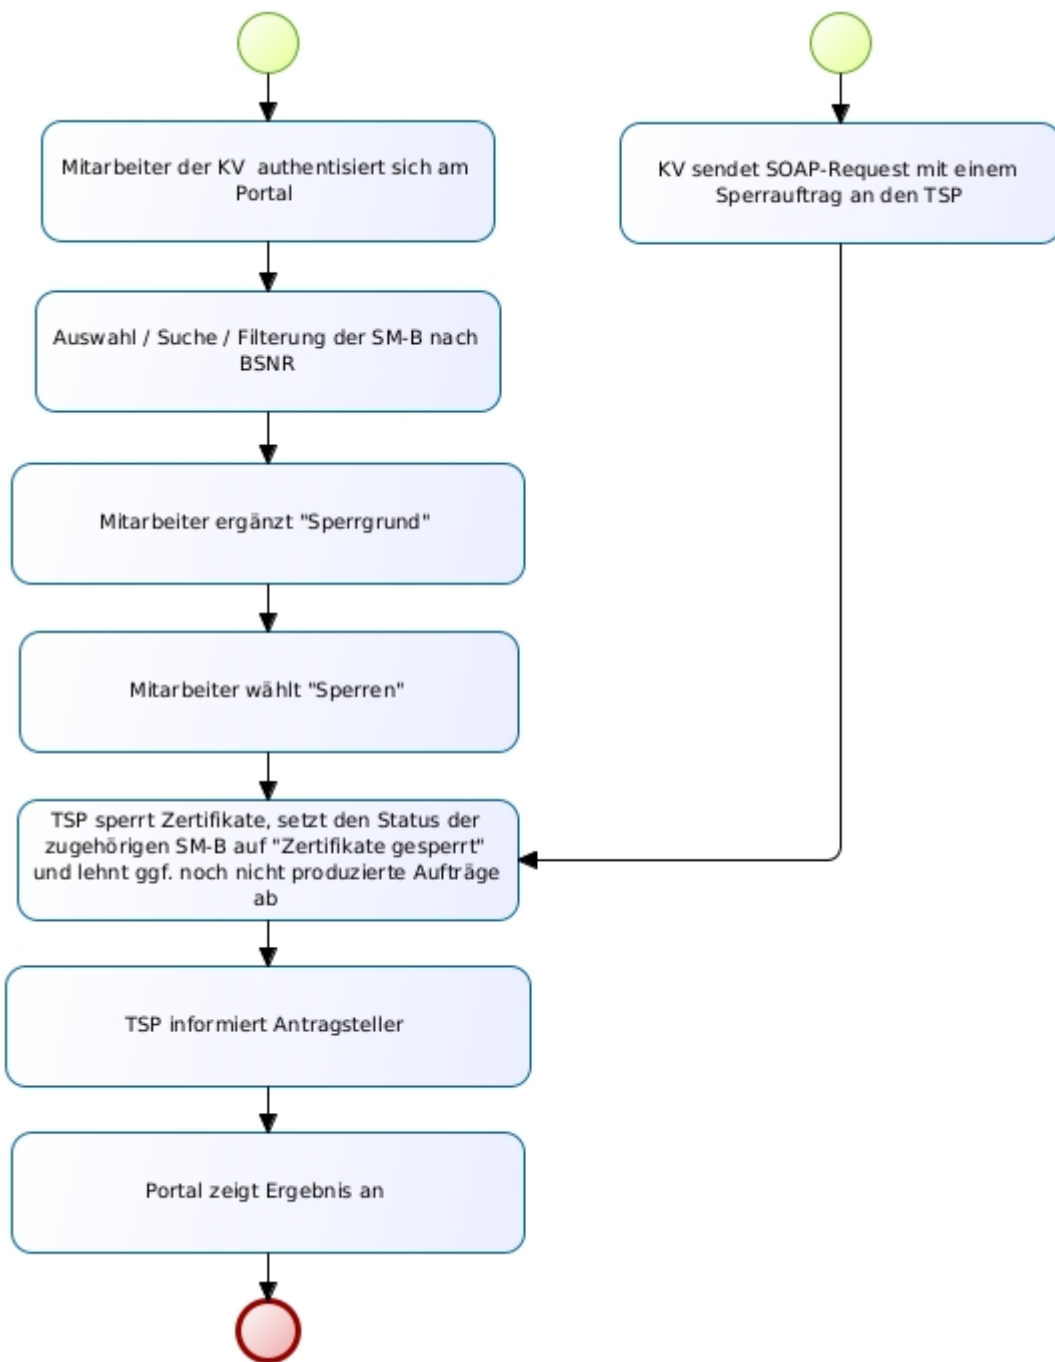 Mitarbeiter der KV  authentisiert sich am
Portal
KV sendet SOAP-Request mit einem
Sperrauftrag an den TSP
Auswahl / Suche / Filterung der SM-B nach
BSNR
Mitarbeiter ergänzt "Sperrgrund"
Mitarbeiter wählt "Sperren"
TSP sperrt Zertifikate, setzt den Status der
zugehörigen SM-B auf "Zertifikate gesperrt"
und lehnt ggf. noch nicht produzierte Aufträge
ab
TSP informiert Antragsteller
Portal zeigt Ergebnis an